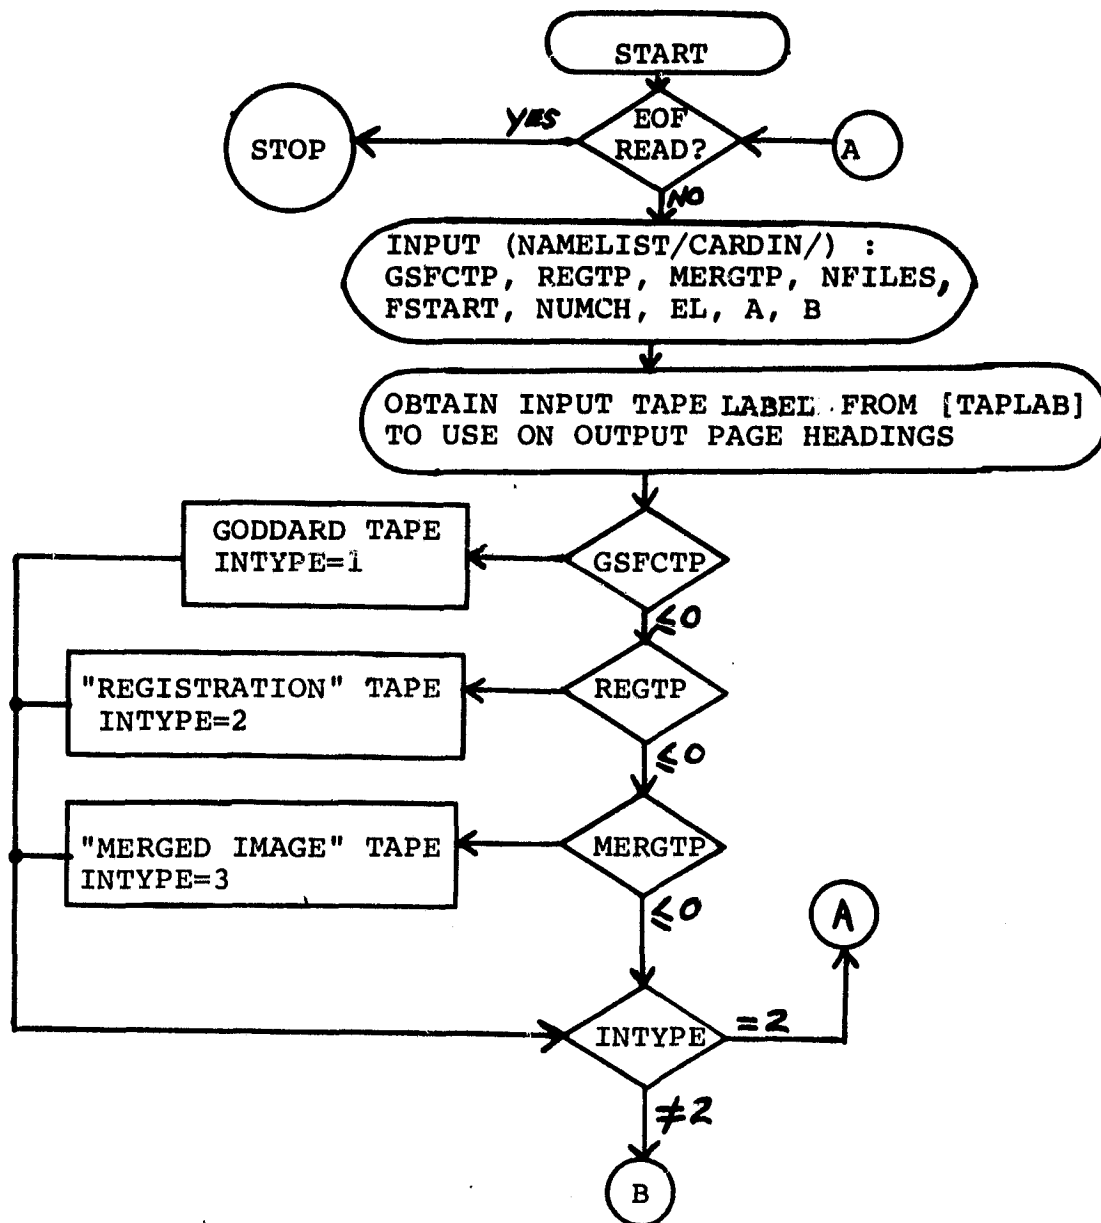 START
EOF
READ?
YES
STOP
A
NO
INPUT (NAMELIST/CARDIN/) :
GSFCTP, REGTP, MERGTP, NFILES,
FSTART, NUMCH, EL, A, B
OBTAIN INPUT TAPE LABEL FROM [TAPLAB]
TO USE ON OUTPUT PAGE HEADINGS
GODDARD TAPE
INTYPE=1
GSFCTP
≤0
"REGISTRATION" TAPE
INTYPE=2
REGTP
≤0
"MERGED IMAGE" TAPE
INTYPE=3
MERGTP
≤0
A
INTYPE
=2
≠2
B